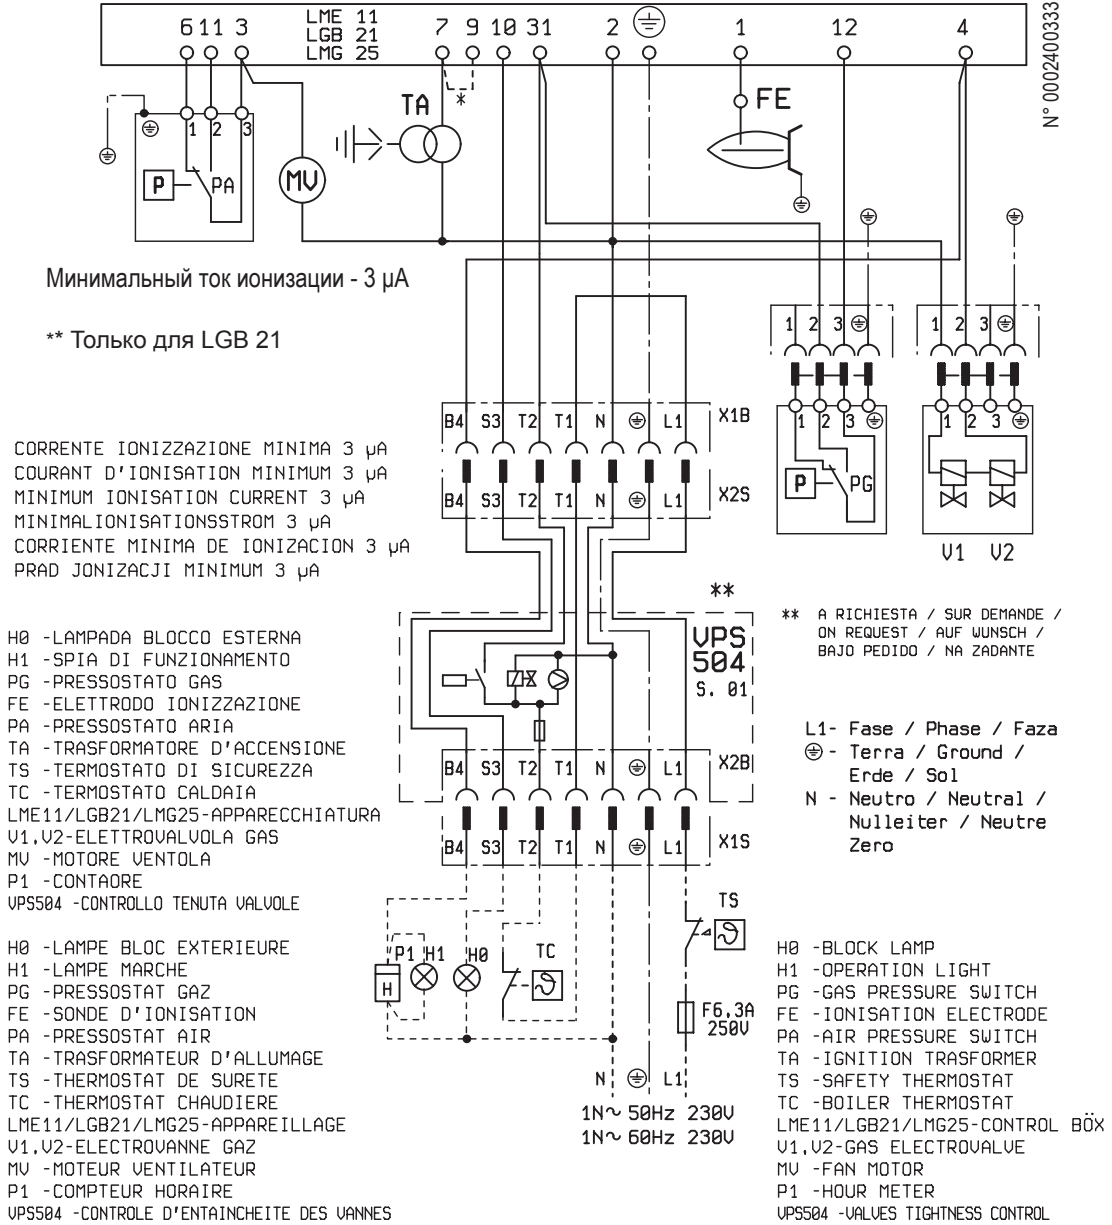 LME 11
LGB 21
LMG 25
6 11 3 7 9 10 31 2 1 12 4
N° 0002400333
*
TA
FE
1 2 3
P
PA
MV
Минимальный ток ионизации - 3 µA
** Только для LGB 21
1 2 3
1 2 3
1 2 3
1 2 3
P
PG
V1 V2
B4 S3 T2 T1 N L1
X1B
B4 S3 T2 T1 N L1
X2S
CORRENTE IONIZZAZIONE MINIMA 3 µA
COURANT D'IONISATION MINIMUM 3 µA
MINIMUM IONISATION CURRENT 3 µA
MINIMALIONISATIONSSTROM 3 µA
CORRIENTE MINIMA DE IONIZACION 3 µA
PRAD JONIZACJI MINIMUM 3 µA
**
VPS
504
S. 01
** A RICHIESTA / SUR DEMANDE /
ON REQUEST / AUF WUNSCH /
BAJO PEDIDO / NA ZADANTE
H0 -LAMPADA BLOCCO ESTERNA
H1 -SPIA DI FUNZIONAMENTO
PG -PRESSOSTATO GAS
FE -ELETTRODO IONIZZAZIONE
PA -PRESSOSTATO ARIA
TA -TRASFORMATORE D'ACCENSIONE
TS -TERMOSTATO DI SICUREZZA
TC -TERMOSTATO CALDAIA
LME11/LGB21/LMG25-APPARECCHIATURA
V1,V2-ELETTROVALVOLA GAS
MV -MOTORE VENTOLA
P1 -CONTAORE
VPS504 -CONTROLLO TENUTA VALVOLE
L1- Fase / Phase / Faza
- Terra / Ground /
Erde / Sol
N - Neutro / Neutral /
Nulleiter / Neutre
Zero
B4 S3 T2 T1 N L1
X2B
B4 S3 T2 T1 N L1
X1S
TS
P1 H1 H0 TC
H
F6,3A
250V
N L1
1N~ 50Hz 230V
1N~ 60Hz 230V
H0 -LAMPE BLOC EXTERIEURE
H1 -LAMPE MARCHE
PG -PRESSOSTAT GAZ
FE -SONDE D'IONISATION
PA -PRESSOSTAT AIR
TA -TRASFORMATEUR D'ALLUMAGE
TS -THERMOSTAT DE SURETE
TC -THERMOSTAT CHAUDIERE
LME11/LGB21/LMG25-APPAREILLAGE
V1,V2-ELECTROVANNE GAZ
MV -MOTEUR VENTILATEUR
P1 -COMPTEUR HORAIRE
VPS504 -CONTROLE D'ENTAINCHEITE DES VANNES
H0 -BLOCK LAMP
H1 -OPERATION LIGHT
PG -GAS PRESSURE SWITCH
FE -IONISATION ELECTRODE
PA -AIR PRESSURE SWITCH
TA -IGNITION TRASFORMER
TS -SAFETY THERMOSTAT
TC -BOILER THERMOSTAT
LME11/LGB21/LMG25-CONTROL BÖX
V1,V2-GAS ELECTROVALVE
MV -FAN MOTOR
P1 -HOUR METER
VPS504 -VALVES TIGHTNESS CONTROL